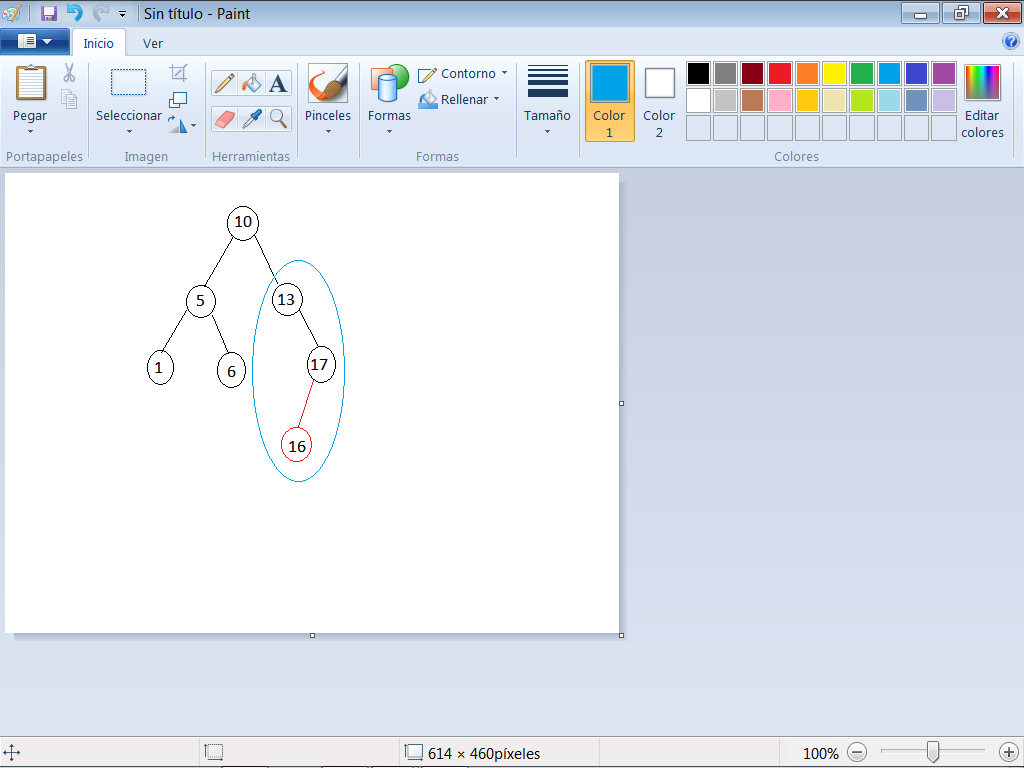 Sin título - Paint
Inicio Ver
Pegar
Seleccionar
A
Pinceles
Formas
Contorno
Rellenar
Tamaño
Color 1
Color 2
Editar colores
Portapapeles
Imagen
Herramientas
Formas
Colores
10
5 13
1 6 17
16
614 × 460píxeles
100%